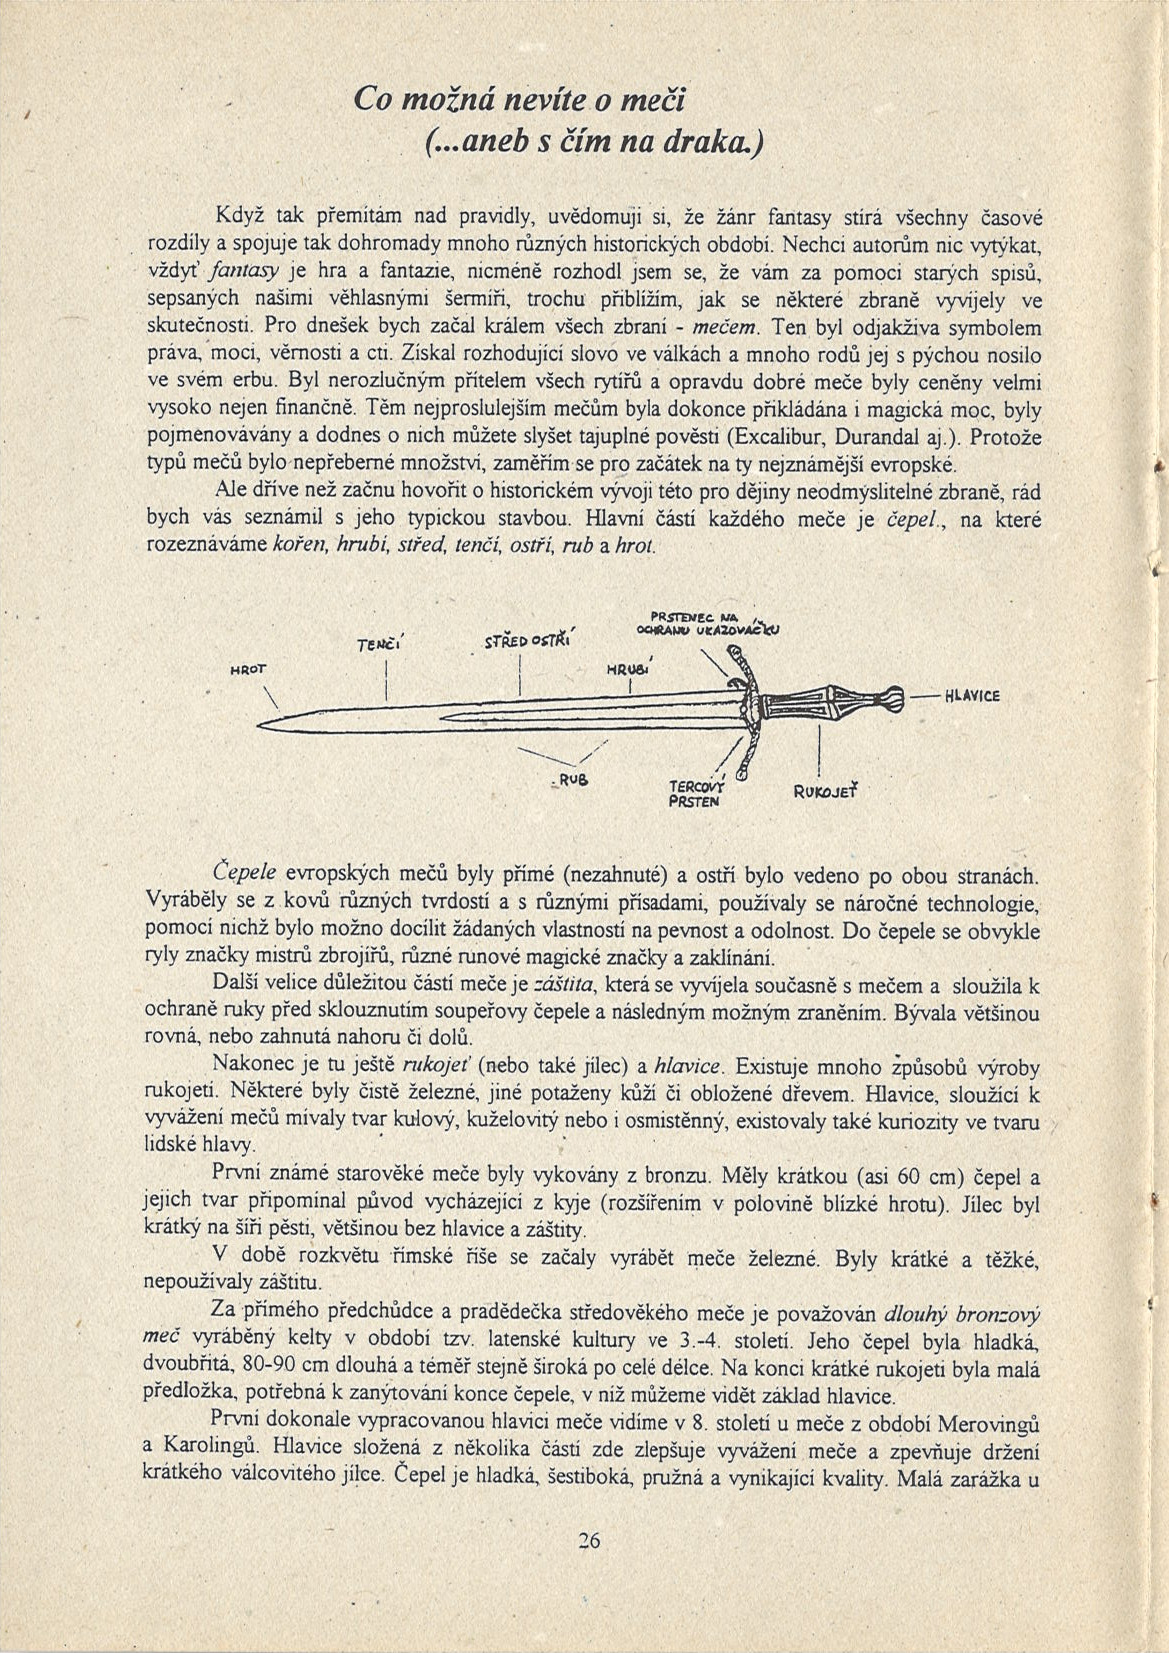 Co možná nevíte o meči
(...aneb s čím na draka.)
Když tak přemítám nad pravidly, uvědomuji si, že žánr fantasy stírá všechny časové
rozdíly a spojuje tak dohromady mnoho různých historických období. Nechci autorům nic vytýkat,
vždyť fantasy je hra a fantazie, nicméně rozhodl jsem se, že vám za pomoci starých spisů,
sepsaných našimi věhlasnými šermíři, trochu přiblížím, jak se některé zbraně vyvíjely ve
skutečnosti. Pro dnešek bych začal králem všech zbraní - mečem. Ten byl odjakživa symbolem
práva, moci, věrnosti a cti. Získal rozhodující slovo ve válkách a mnoho rodů jej s pýchou nosilo
ve svém erbu. Byl nerozlučným přítelem všech rytířů a opravdu dobré meče byly ceněny velmi
vysoko nejen finančně. Těm nejproslulejším mečům byla dokonce přikládána i magická moc, byly
pojmenovávány a dodnes o nich můžete slyšet tajuplné pověsti (Excalibur, Durandal aj.). Protože
typů mečů bylo nepřeberné množství, zaměřím se pro začátek na ty nejznámější evropské.
Ale dříve než začnu hovořit o historickém vývoji této pro dějiny neodmyslitelné zbraně, rád
bych vás seznámil s jeho typickou stavbou. Hlavní částí každého meče je čepel., na které
rozeznáváme kořen, hrubí, střed, tenčí, ostří, rub a hrot.
PRSTENEC NA
OCHRANU UKAZOVÁČKU
TENČÍ
STŘED OSTŘÍ
HROT
HRUBÍ
HLAVICE
RUB
TERČOVÝ
PRSTEN
RUKOJEŤ
Čepele evropských mečů byly přímé (nezahnuté) a ostří bylo vedeno po obou stranách.
Vyráběly se z kovů různých tvrdostí a s různými přísadami, používaly se náročné technologie,
pomocí nichž bylo možno docílit žádaných vlastností na pevnost a odolnost. Do čepele se obvykle
ryly značky mistrů zbrojířů, různé runové magické značky a zaklínání.
Další velice důležitou částí meče je záštita, která se vyvíjela současně s mečem a sloužila k
ochraně ruky před sklouznutím soupeřovy čepele a následným možným zraněním. Bývala většinou
rovná, nebo zahnutá nahoru či dolů.
Nakonec je tu ještě rukojeť (nebo také jílec) a hlavice. Existuje mnoho způsobů výroby
rukojeti. Některé byly čistě železné, jiné potaženy kůží či obložené dřevem. Hlavice, sloužící k
vyvážení mečů mívaly tvar kulový, kuželovitý nebo i osmistěnný, existovaly také kuriozity ve tvaru
lidské hlavy.
První známé starověké meče byly vykovány z bronzu. Měly krátkou (asi 60 cm) čepel a
jejich tvar připomínal původ vycházející z kyje (rozšířením v polovině blízké hrotu). Jílec byl
krátký na šíři pěsti, většinou bez hlavice a záštity.
V době rozkvětu římské říše se začaly vyrábět meče železné. Byly krátké a těžké,
nepoužívaly záštitu.
Za přímého předchůdce a pradědečka středověkého meče je považován dlouhý bronzový
meč vyráběný kelty v období tzv. latenské kultury ve 3.-4. století. Jeho čepel byla hladká,
dvoubřitá, 80-90 cm dlouhá a téměř stejně široká po celé délce. Na konci krátké rukojeti byla malá
předložka, potřebná k zanýtování konce čepele, v níž můžeme vidět základ hlavice.
První dokonale vypracovanou hlavici meče vidíme v 8. století u meče z období Merovingů
a Karolingů. Hlavice složená z několika částí zde zlepšuje vyvážení meče a zpevňuje držení
krátkého válcovitého jílce. Čepel je hladká, šestiboká, pružná a vynikající kvality. Malá zarážka u
26